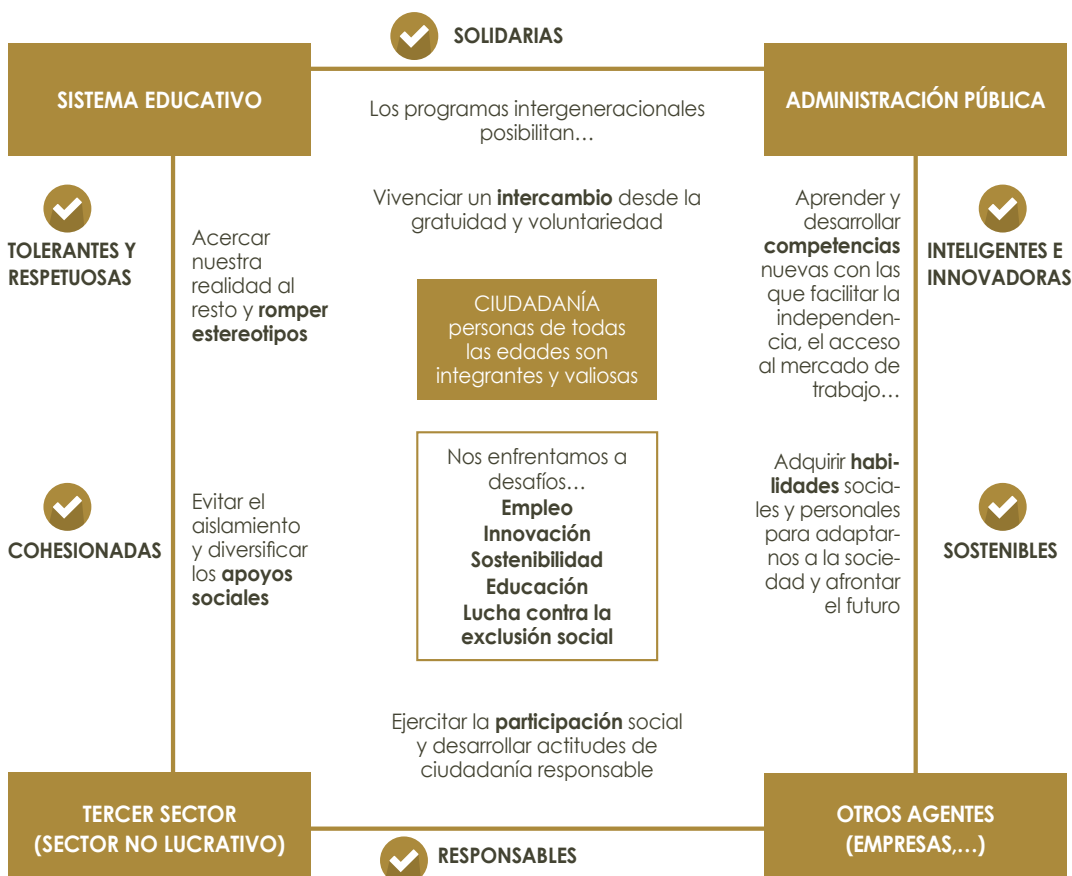 SOLIDARIAS
SISTEMA EDUCATIVO
ADMINISTRACIÓN PÚBLICA
Los programas intergeneracionales
posibilitan…
Vivenciar un intercambio desde la
gratuidad y voluntariedad
TOLERANTES Y
RESPETUOSAS
Acercar
nuestra
realidad al
resto y romper
estereotipos
CIUDADANÍA
personas de todas
las edades son
integrantes y valiosas
Aprender y
desarrollar
competencias
nuevas con las
que facilitar la
independen-
cia, el acceso
al mercado de
trabajo…
INTELIGENTES E
INNOVADORAS
COHESIONADAS
Evitar el
aislamiento
y diversificar
los apoyos
sociales
Nos enfrentamos a
desafíos…
Empleo
Innovación
Sostenibilidad
Educación
Lucha contra la
exclusión social
Adquirir habi-
lidades socia-
les y personales
para adaptar-
nos a la socie-
dad y afrontar
el futuro
SOSTENIBLES
Ejercitar la participación social
y desarrollar actitudes de
ciudadanía responsable
TERCER SECTOR
(SECTOR NO LUCRATIVO)
OTROS AGENTES
(EMPRESAS,…)
RESPONSABLES